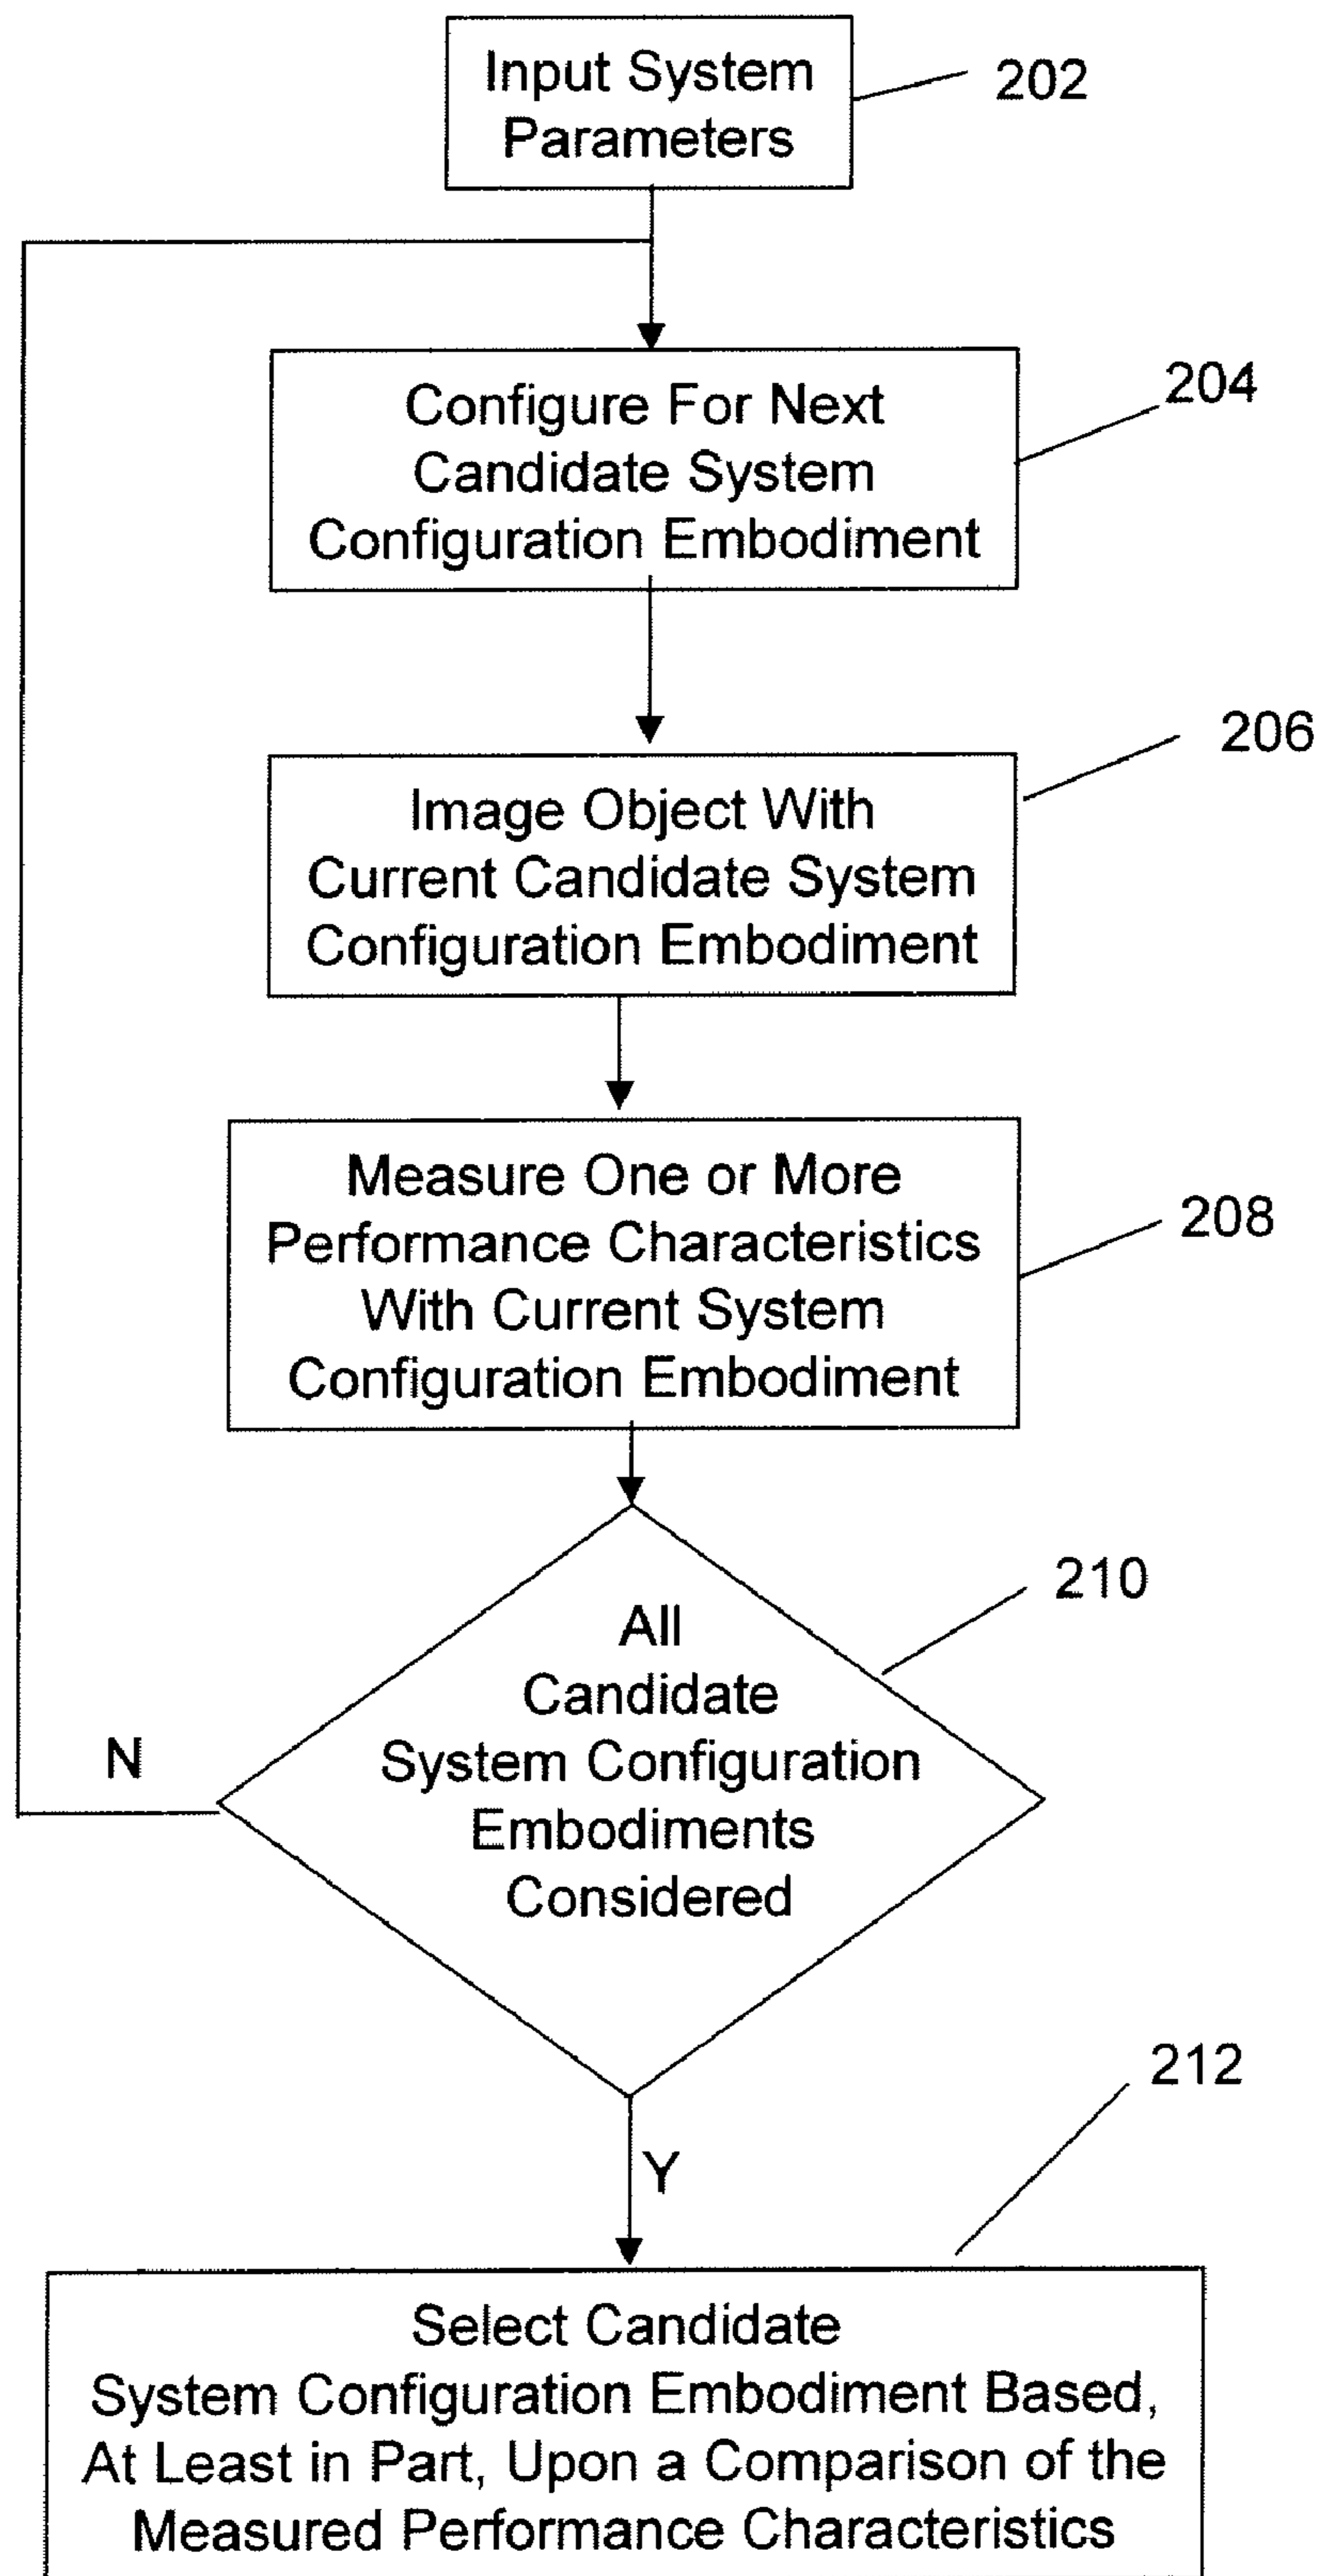 Input System
Parameters
202
Configure For Next
Candidate System
Configuration Embodiment
204
Image Object With
Current Candidate System
Configuration Embodiment
206
Measure One or More
Performance Characteristics
With Current System
Configuration Embodiment
208
All
Candidate
System Configuration
Embodiments
Considered
210
N
Y
212
Select Candidate
System Configuration Embodiment Based,
At Least in Part, Upon a Comparison of the
Measured Performance Characteristics